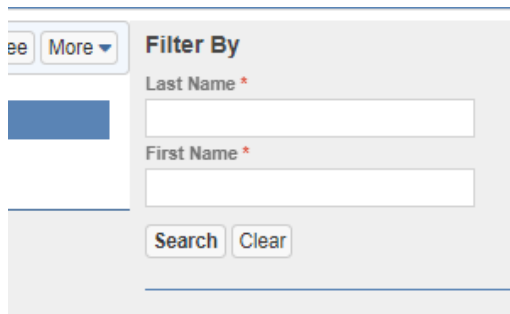 ee More
Filter By
Last Name *
First Name *
Search Clear